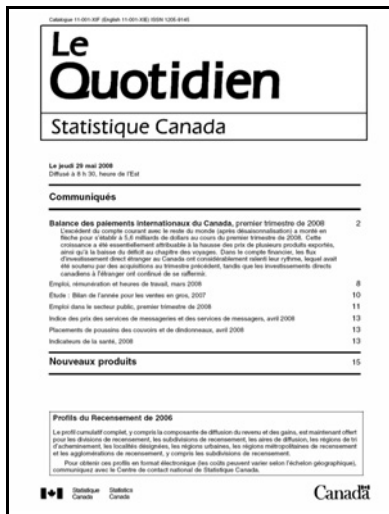 Catalogue 11-001-XIF (English 11-001-XIE) ISSN 1205-9145
Le
Quotidien
Statistique Canada
Le jeudi 29 mai 2008
Diffusé à 8 h 30, heure de l'Est
Communiqués
Balance des paiements internationaux du Canada, premier trimestre de 2008 2
L'excédent du compte courant avec le reste du monde (après désaisonnalisation) a monté en
flèche pour s'établir à 5,6 milliards de dollars au cours du premier trimestre de 2008. Cette
croissance a été essentiellement attribuable à la hausse des prix de plusieurs produits exportés,
ainsi qu'à la baisse du déficit au chapitre des voyages. Dans le compte financier, les flux
d'investissement direct étranger au Canada ont considérablement ralenti leur rythme, lequel avait
été soutenu par des acquisitions au trimestre précédent, tandis que les investissements directs
canadiens à l'étranger ont continué de se raffermir.
Emploi, rémunération et heures de travail, mars 2008 8
Étude : Bilan de l'année pour les ventes en gros, 2007 10
Emploi dans le secteur public, premier trimestre de 2008 11
Indice des prix des services de messageries et des services de messagers, avril 2008 13
Placements de poussins des couvoirs et de dindonneaux, avril 2008 13
Indicateurs de la santé, 2008 13
Nouveaux produits 15
Profils du Recensement de 2006
Le profil cumulatif complet, y compris la composante de diffusion du revenu et des gains, est maintenant offert
pour les divisions de recensement, les subdivisions de recensement, les aires de diffusion, les régions de tri
d'acheminement, les localités désignées, les régions urbaines, les régions métropolitaines de recensement
et les agglomérations de recensement, y compris les subdivisions de recensement.
Pour obtenir ces profils en format électronique (les coûts peuvent varier selon l'échelon géographique),
communiquez avec le Centre de contact national de Statistique Canada.
Statistique Statistics
Canada Canada
Canada